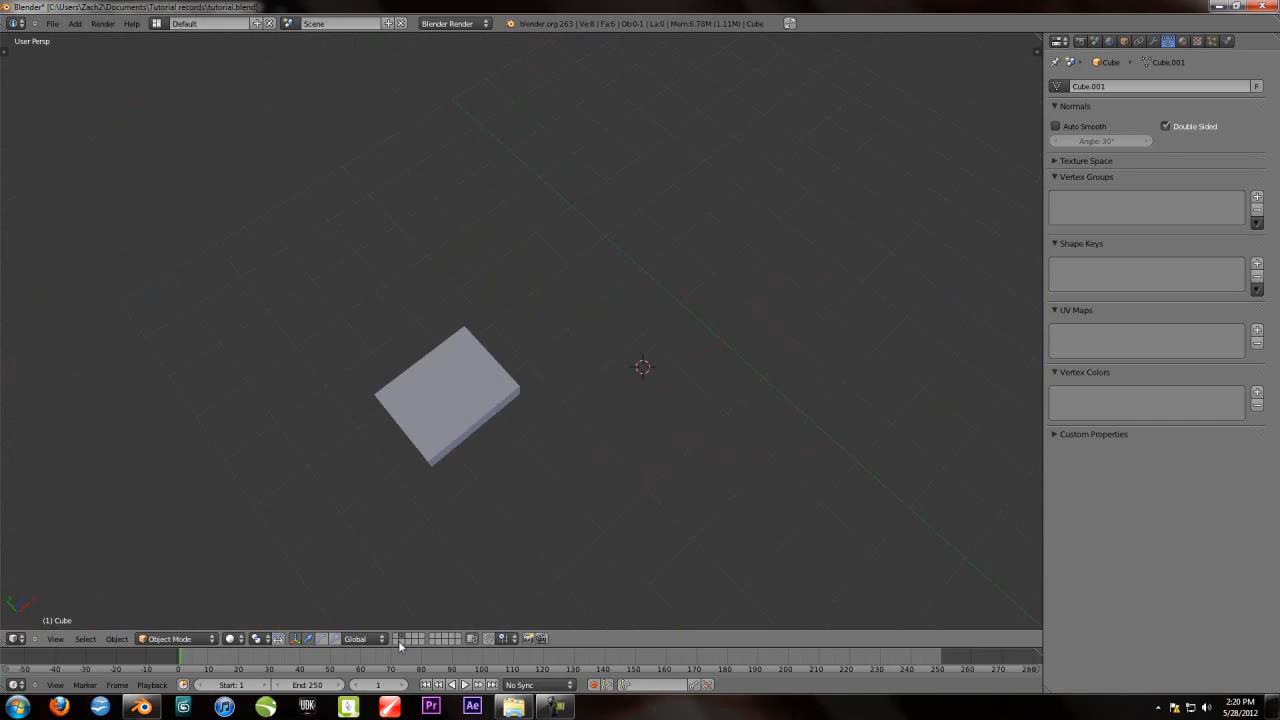 Blender* [C:\Users\Zach2\Documents\Tutorial records\tutorial.blend]
File Add Render Help Default Scene Blender Render blender.org 263 | Ve:8 | Fa:6 | Ob:0-1 | La:0 | Mem:6.78M (1.11M) | Cube
User Persp
Cube Cube.001
Cube.001 F
Normals
Auto Smooth Double Sided
Angle: 30°
Texture Space
Vertex Groups
Shape Keys
UV Maps
Vertex Colors
Custom Properties
(1) Cube
View Select Object Object Mode Global
-50 -40 -30 -20 -10 0 10 20 30 40 50 60 70 80 90 100 110 120 130 140 150 160 170 180 190 200 210 220 230 240 250 260 270 280
View Marker Frame Playback Start: 1 End: 250 1 No Sync
UDK Pr Ae 2:20 PM
5/28/2012